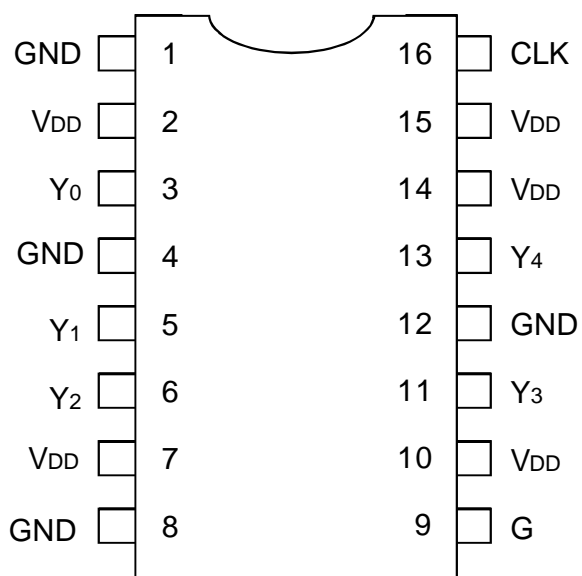 GND 1 16 CLK
VDD 2 15 VDD
Y0 3 14 VDD
GND 4 13 Y4
Y1 5 12 GND
Y2 6 11 Y3
VDD 7 10 VDD
GND 8 9 G